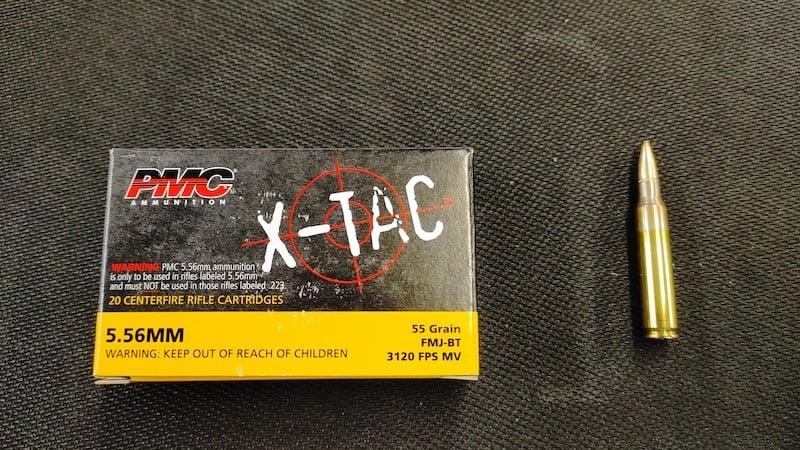 PMC
AMMUNITION
X-TAC
WARNING PMC 5.56mm ammunition
is only to be used in rifles labeled 5.56mm
and must NOT be used in those rifles labeled .223.
20 CENTERFIRE RIFLE CARTRIDGES
5.56MM
WARNING: KEEP OUT OF REACH OF CHILDREN
55 Grain
FMJ-BT
3120 FPS MV